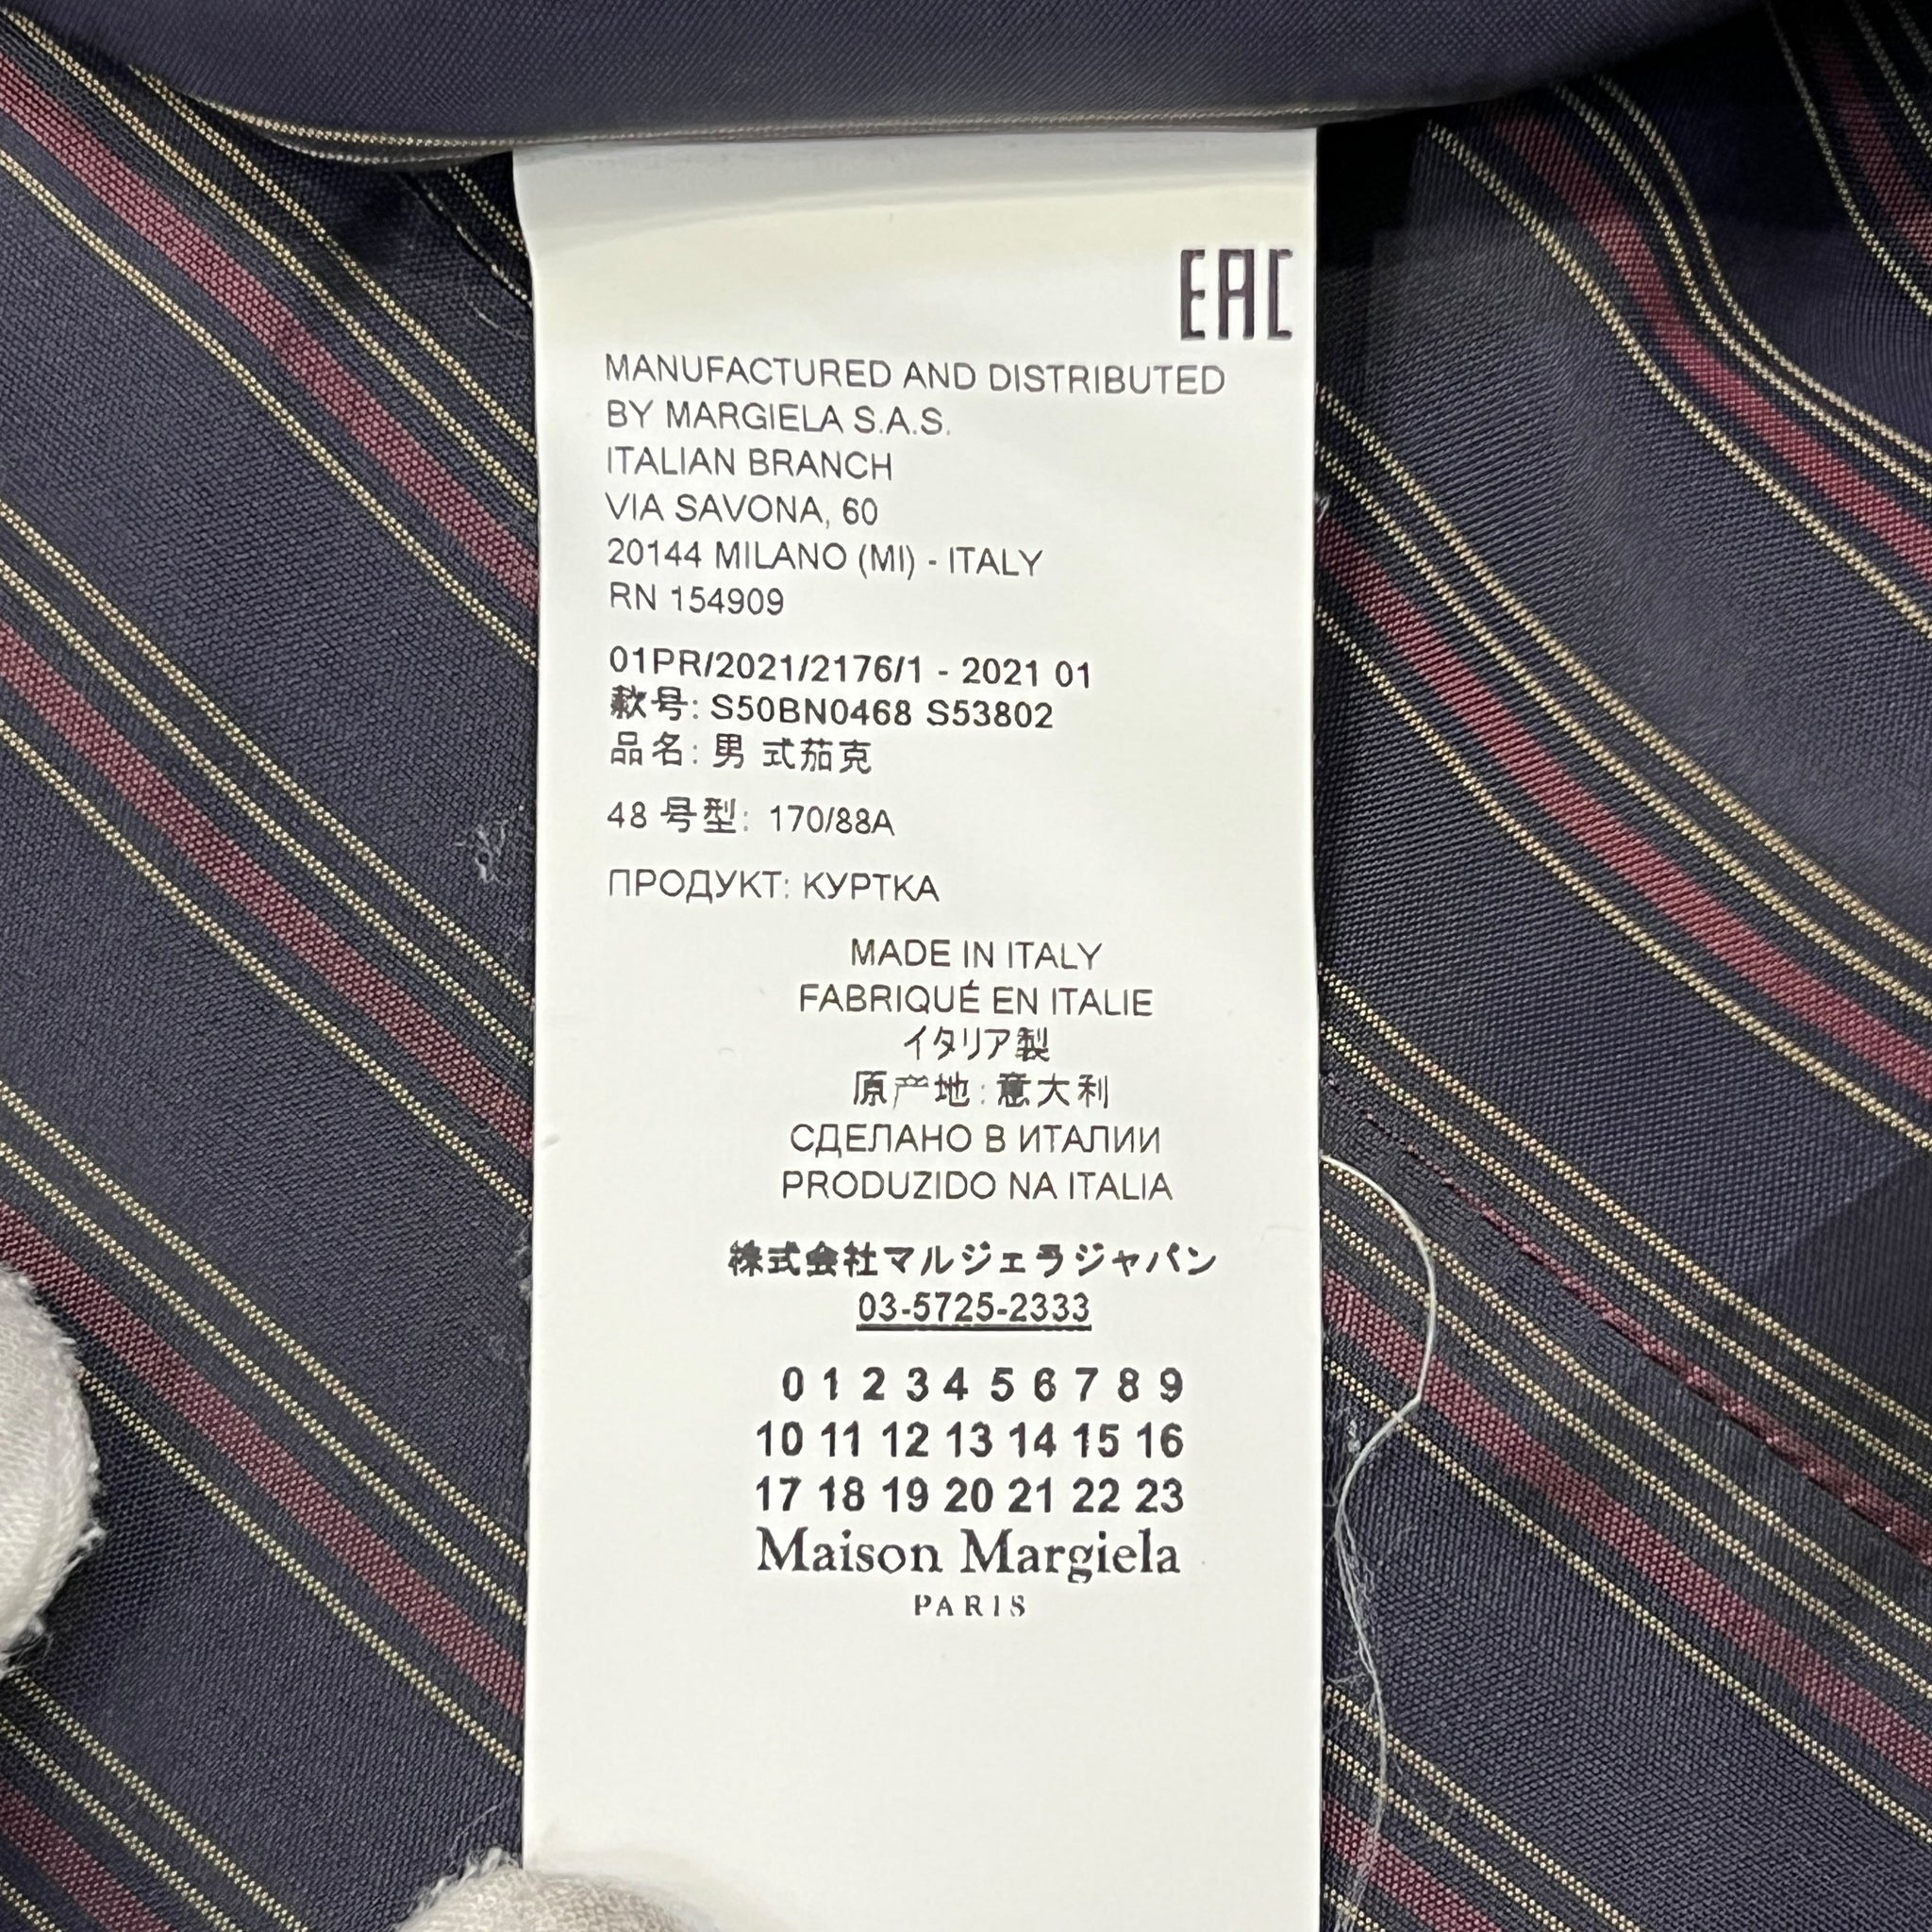 EAC
MANUFACTURED AND DISTRIBUTED
BY MARGIELA S.A.S.
ITALIAN BRANCH
VIA SAVONA, 60
20144 MILANO (MI) - ITALY
RN 154909
01PR/2021/2176/1 - 2021 01
款号: S50BN0468 S53802
品名: 男 式茄克
48 号型: 170/88A
ПРОДУКТ: КУРТКА
MADE IN ITALY
FABRIQUÉ EN ITALIE
イタリア製
原产地: 意大利
СДЕЛАНО В ИТАЛИИ
PRODUZIDO NA ITALIA
株式会社マルジェラジャパン
03-5725-2333
0 1 2 3 4 5 6 7 8 9
10 11 12 13 14 15 16
17 18 19 20 21 22 23
Maison Margiela
PARIS